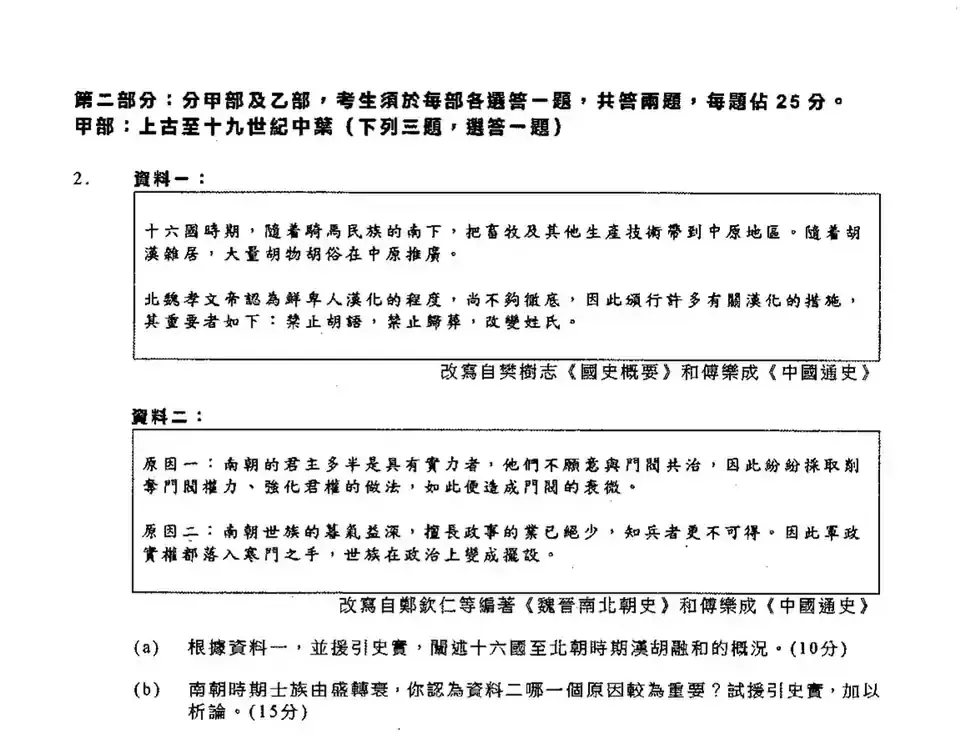 第二部分：分甲部及乙部，考生須於每部各選答一題，共答兩題，每題佔 25 分。
甲部：上古至十九世紀中葉（下列三題，選答一題）
2. 資料一：
十六國時期，隨着騎馬民族的南下，把畜牧及其他生產技術帶到中原地區。隨着胡
漢雜居，大量胡物胡俗在中原推廣。
北魏孝文帝認為鮮卑人漢化的程度，尚不夠徹底，因此頒行許多有關漢化的措施，
其重要者如下：禁止胡語，禁止歸葬，改變姓氏。
改寫自樊樹志《國史概要》和傅樂成《中國通史》
資料二：
原因一：南朝的君主多半是具有實力者，他們不願意與門閥共治，因此紛紛採取削
奪門閥權力、強化君權的做法，如此便造成門閥的衰微。
原因二：南朝世族的暮氣益深，擅長政事的業已絕少，知兵者更不可得。因此軍政
實權都落入寒門之手，世族在政治上變成擺設。
改寫自鄭欽仁等編著《魏晉南北朝史》和傅樂成《中國通史》
(a) 根據資料一，並援引史實，闡述十六國至北朝時期漢胡融和的概況。(10分)
(b) 南朝時期士族由盛轉衰，你認為資料二哪一個原因較為重要？試援引史實，加以
析論。(15分)